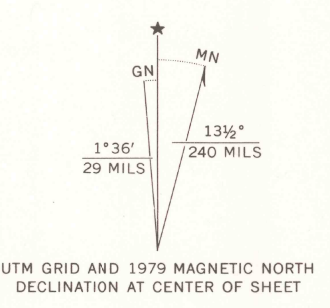 ★
MN
GN
1°36′
29 MILS
13½°
240 MILS
UTM GRID AND 1979 MAGNETIC NORTH
DECLINATION AT CENTER OF SHEET